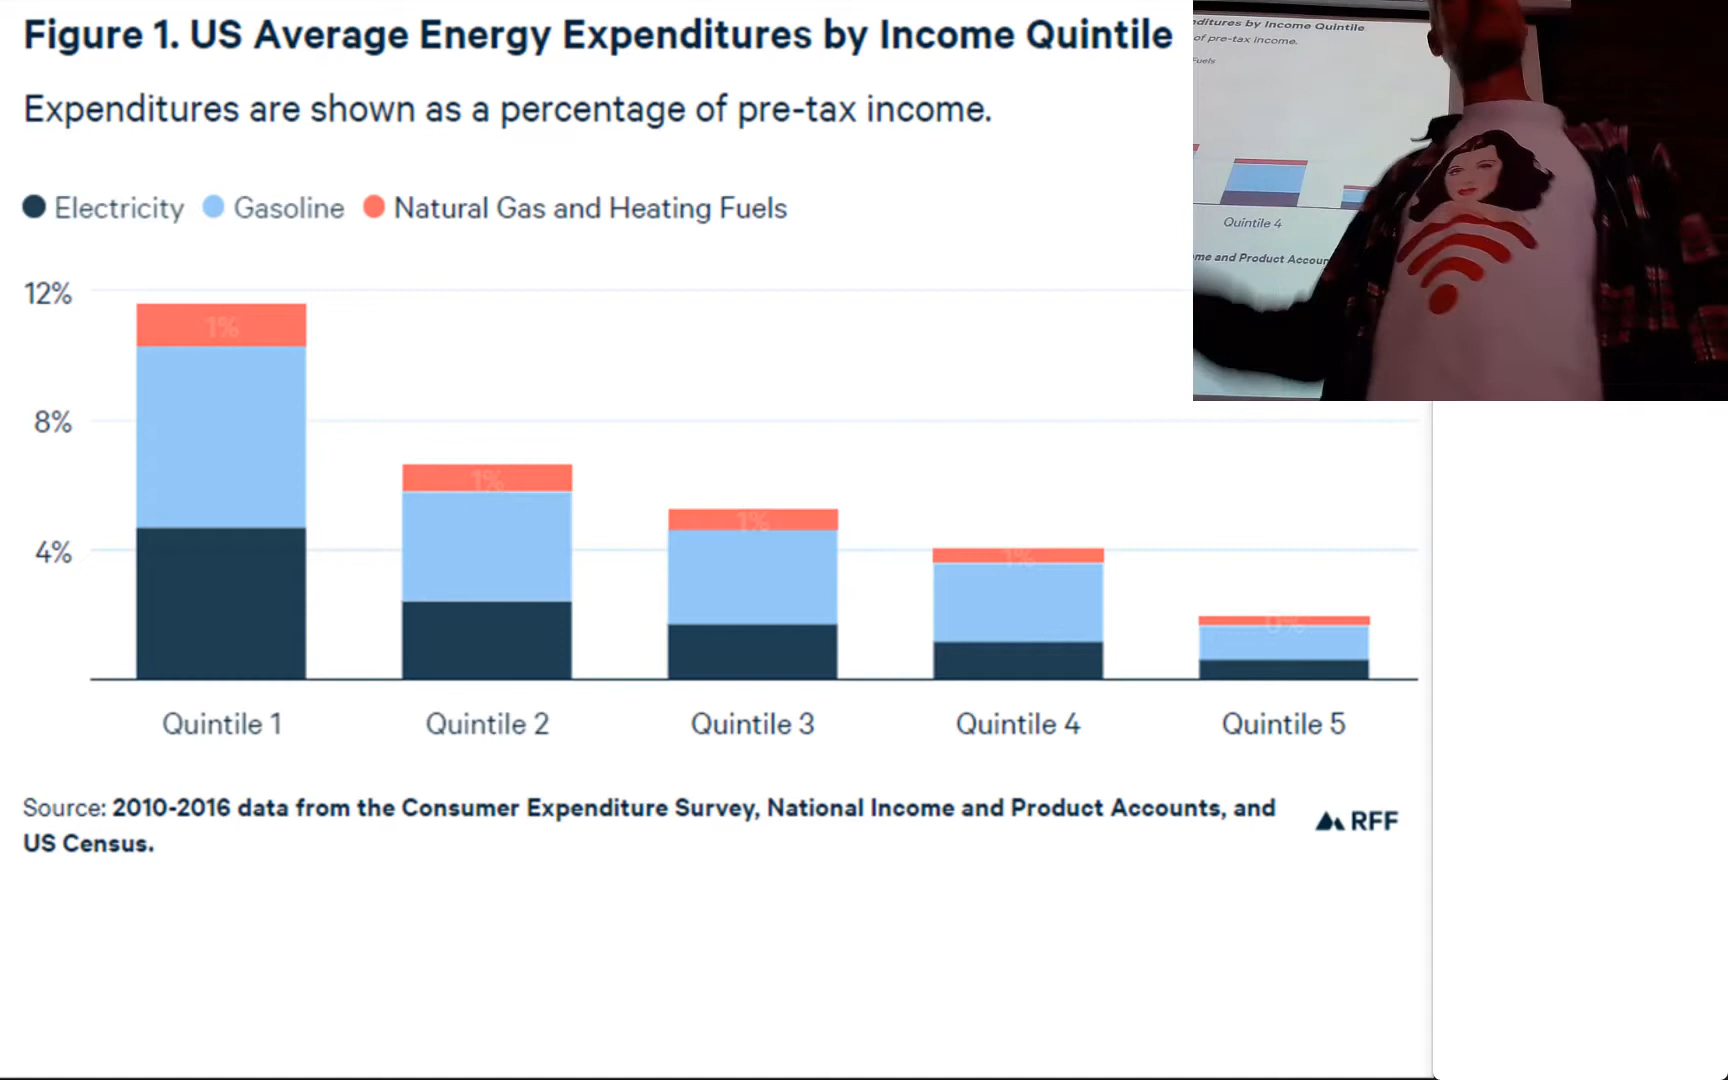 Figure 1. US Average Energy Expenditures by Income Quintile
Expenditures are shown as a percentage of pre-tax income.
Electricity Gasoline Natural Gas and Heating Fuels
12%
8%
4%
1%
1%
1%
1%
0%
Quintile 1 Quintile 2 Quintile 3 Quintile 4 Quintile 5
Source: 2010-2016 data from the Consumer Expenditure Survey, National Income and Product Accounts, and
US Census.
RFF
ditures by Income Quintile
of pre-tax income.
Fuels
Quintile 4
me and Product Accoun